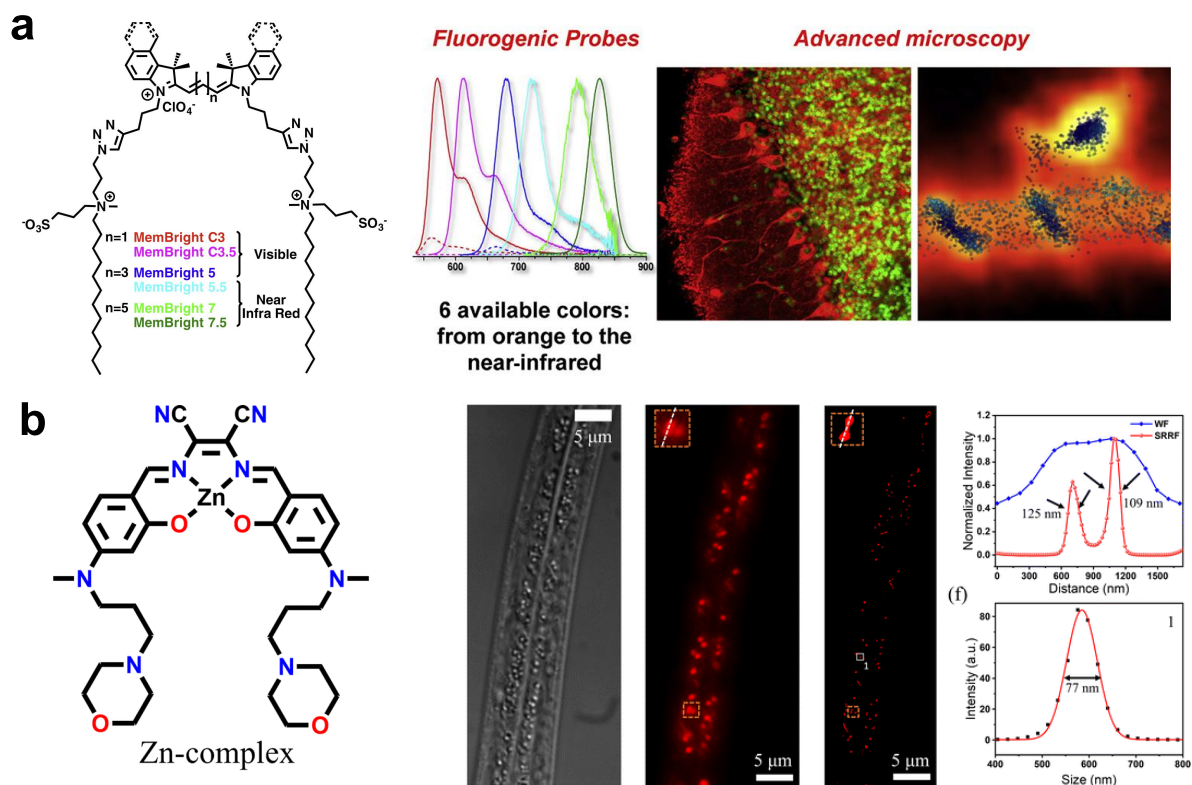 a
Fluorogenic Probes
Advanced microscopy
N
⊕
ClO₄⁻
n
N
N
N
N
N
N
N
N
⊕
N
⊕
⁻O₃S
SO₃⁻
n=1 MemBright C3
MemBright C3.5
Visible
n=3 MemBright 5
MemBright 5.5
n=5 MemBright 7
MemBright 7.5
Near
Infra Red
600 700 800 900
6 available colors:
from orange to the
near-infrared
b
NC CN
N N
Zn
O O
N N
N N
O O
Zn-complex
5 μm
5 μm
1
5 μm
Normalized Intensity
1.2
1.0
0.8
0.6
0.4
0.2
0.0
WF
SRRF
125 nm
109 nm
0 300 600 900 1200 1500
Distance (nm)
(f)
Intensity (a.u.)
80
60
40
20
0
1
77 nm
400 500 600 700 800
Size (nm)